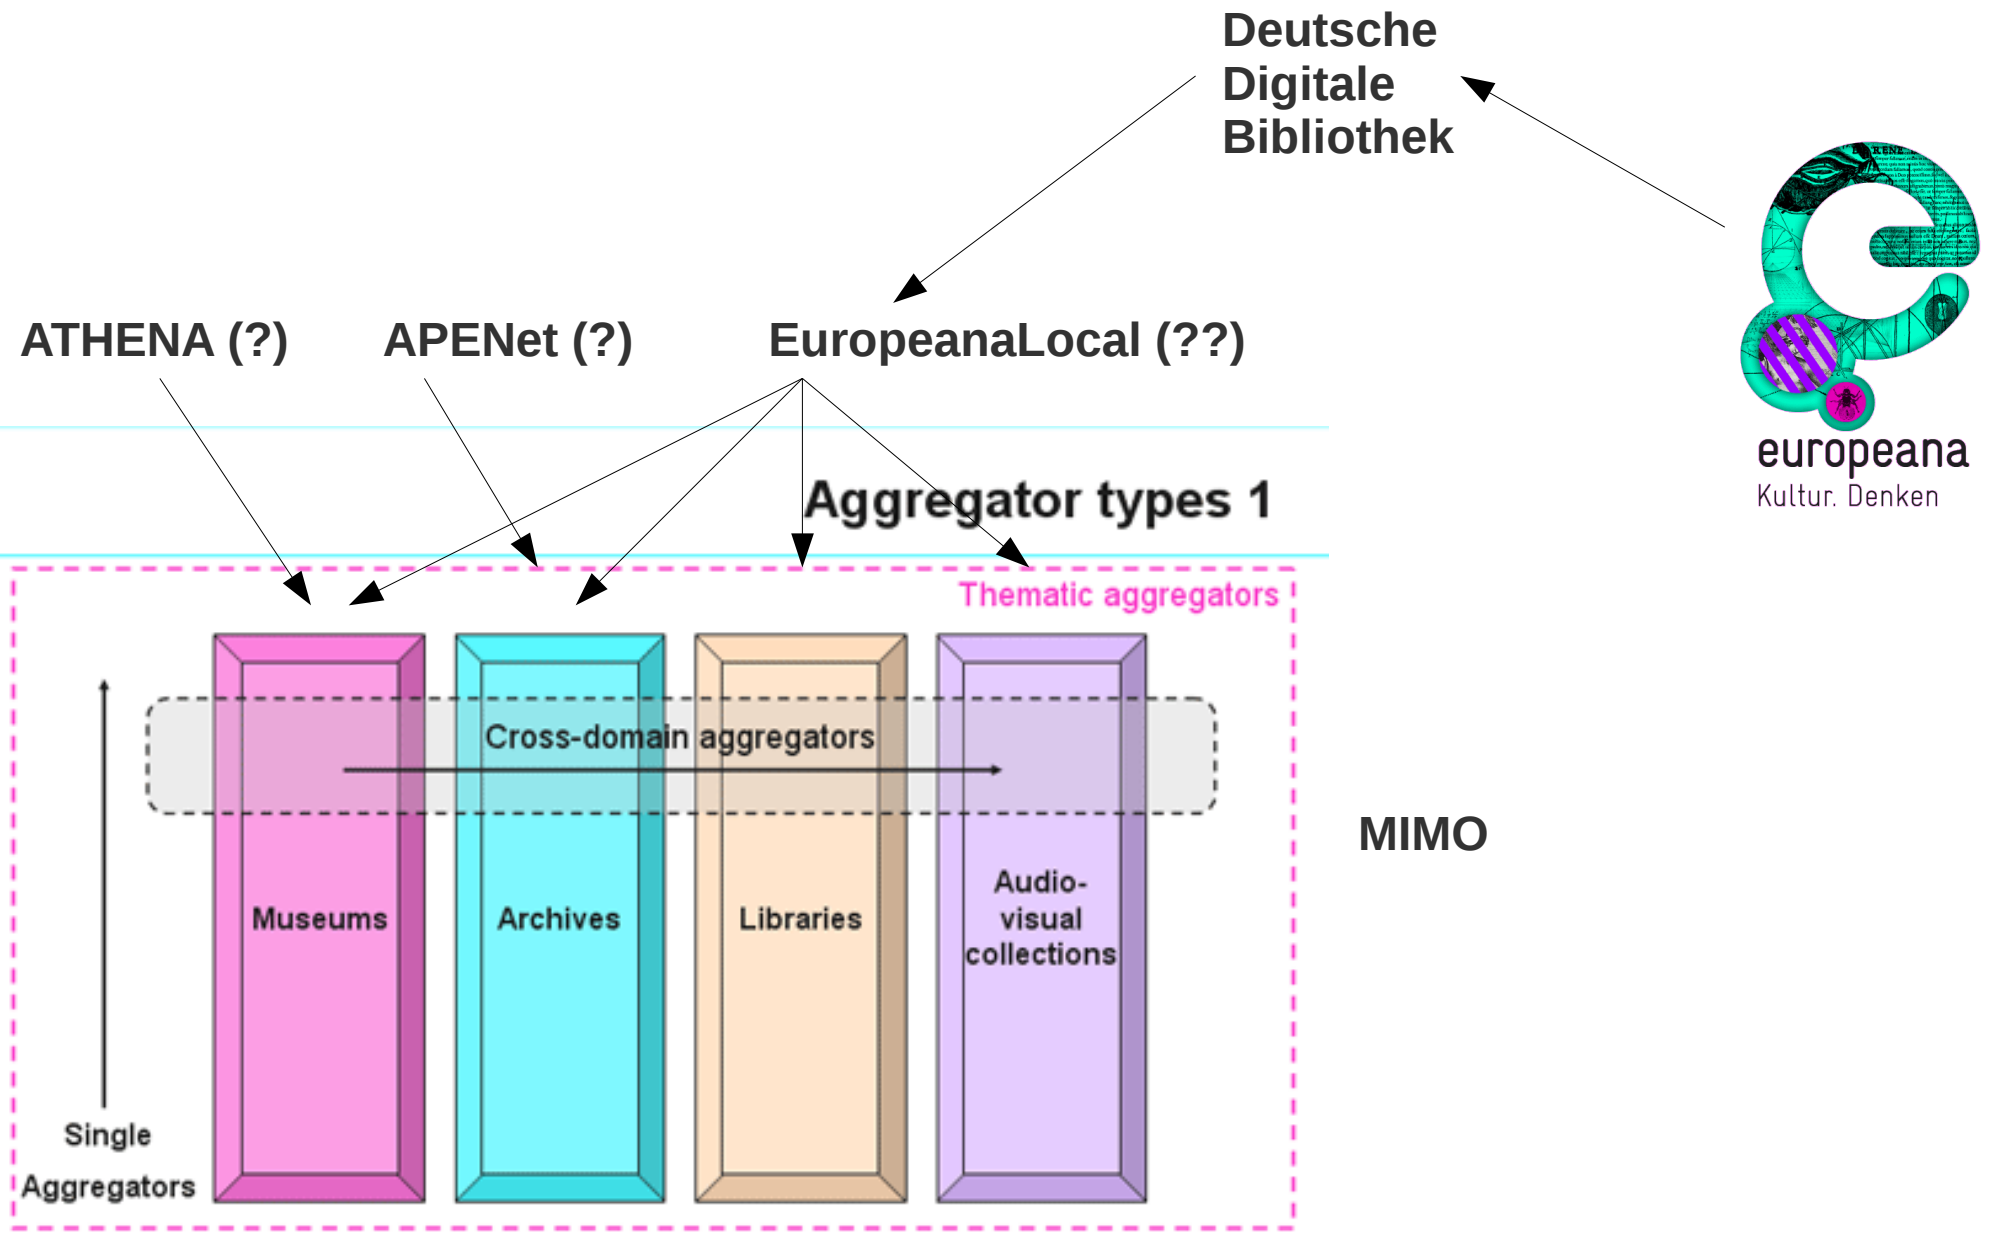 Deutsche
Digitale
Bibliothek
ATHENA (?)
APENet (?)
EuropeanaLocal (??)
europeana
Kultur. Denken
Aggregator types 1
Thematic aggregators
Cross-domain aggregators
Museums
Archives
Libraries
Audio-
visual
collections
MIMO
Single
Aggregators